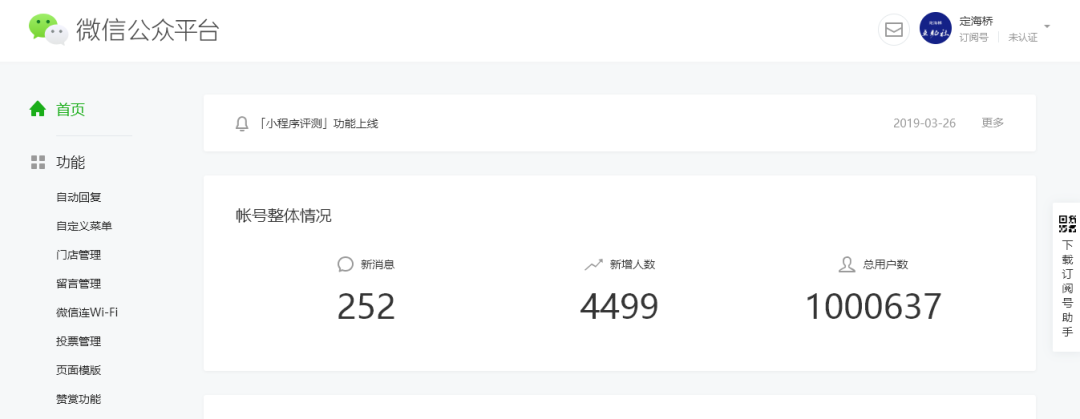 微信公众平台
定海桥
订阅号 未认证
首页
功能
自动回复
自定义菜单
门店管理
留言管理
微信连Wi-Fi
投票管理
页面模版
赞赏功能
「小程序评测」功能上线 2019-03-26 更多
帐号整体情况
新消息 新增人数 总用户数
252 4499 1000637
下载订阅号助手